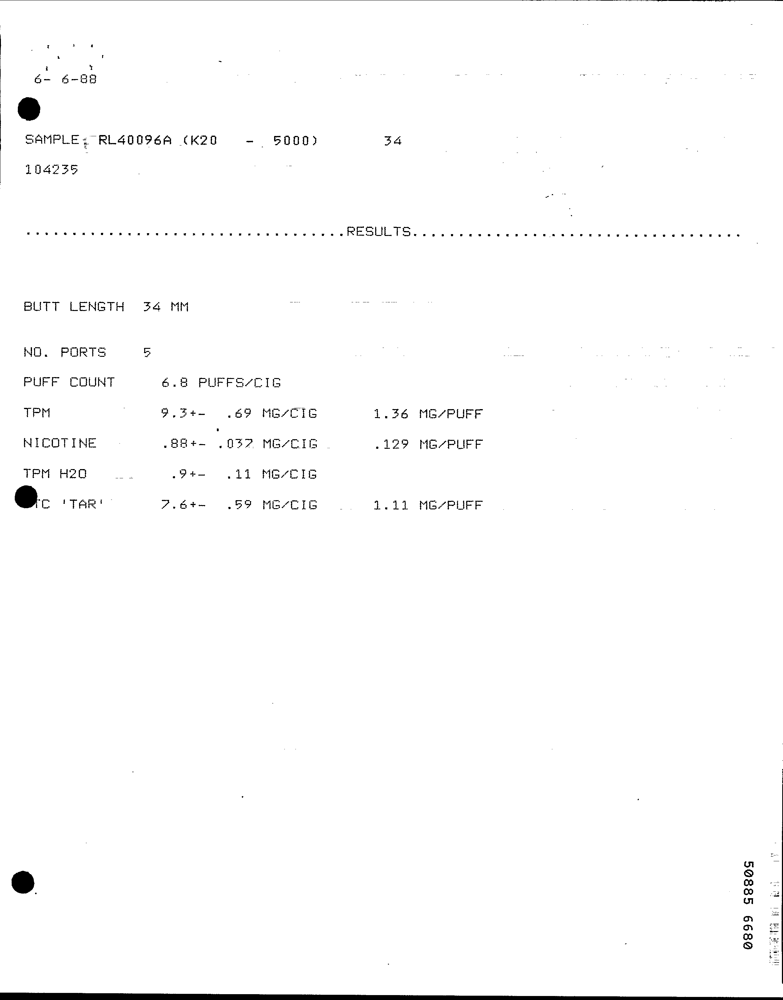 6- 6-88
SAMPLE: RL40096A (K20 - 5000) 34
104235
...................................RESULTS....................................
BUTT LENGTH 34 MM
NO. PORTS 5
PUFF COUNT 6.8 PUFFS/CIG
TPM 9.3+- .69 MG/CIG 1.36 MG/PUFF
NICOTINE .88+- .037 MG/CIG .129 MG/PUFF
TPM H2O .9+- .11 MG/CIG
TC 'TAR' 7.6+- .59 MG/CIG 1.11 MG/PUFF
50885 6680